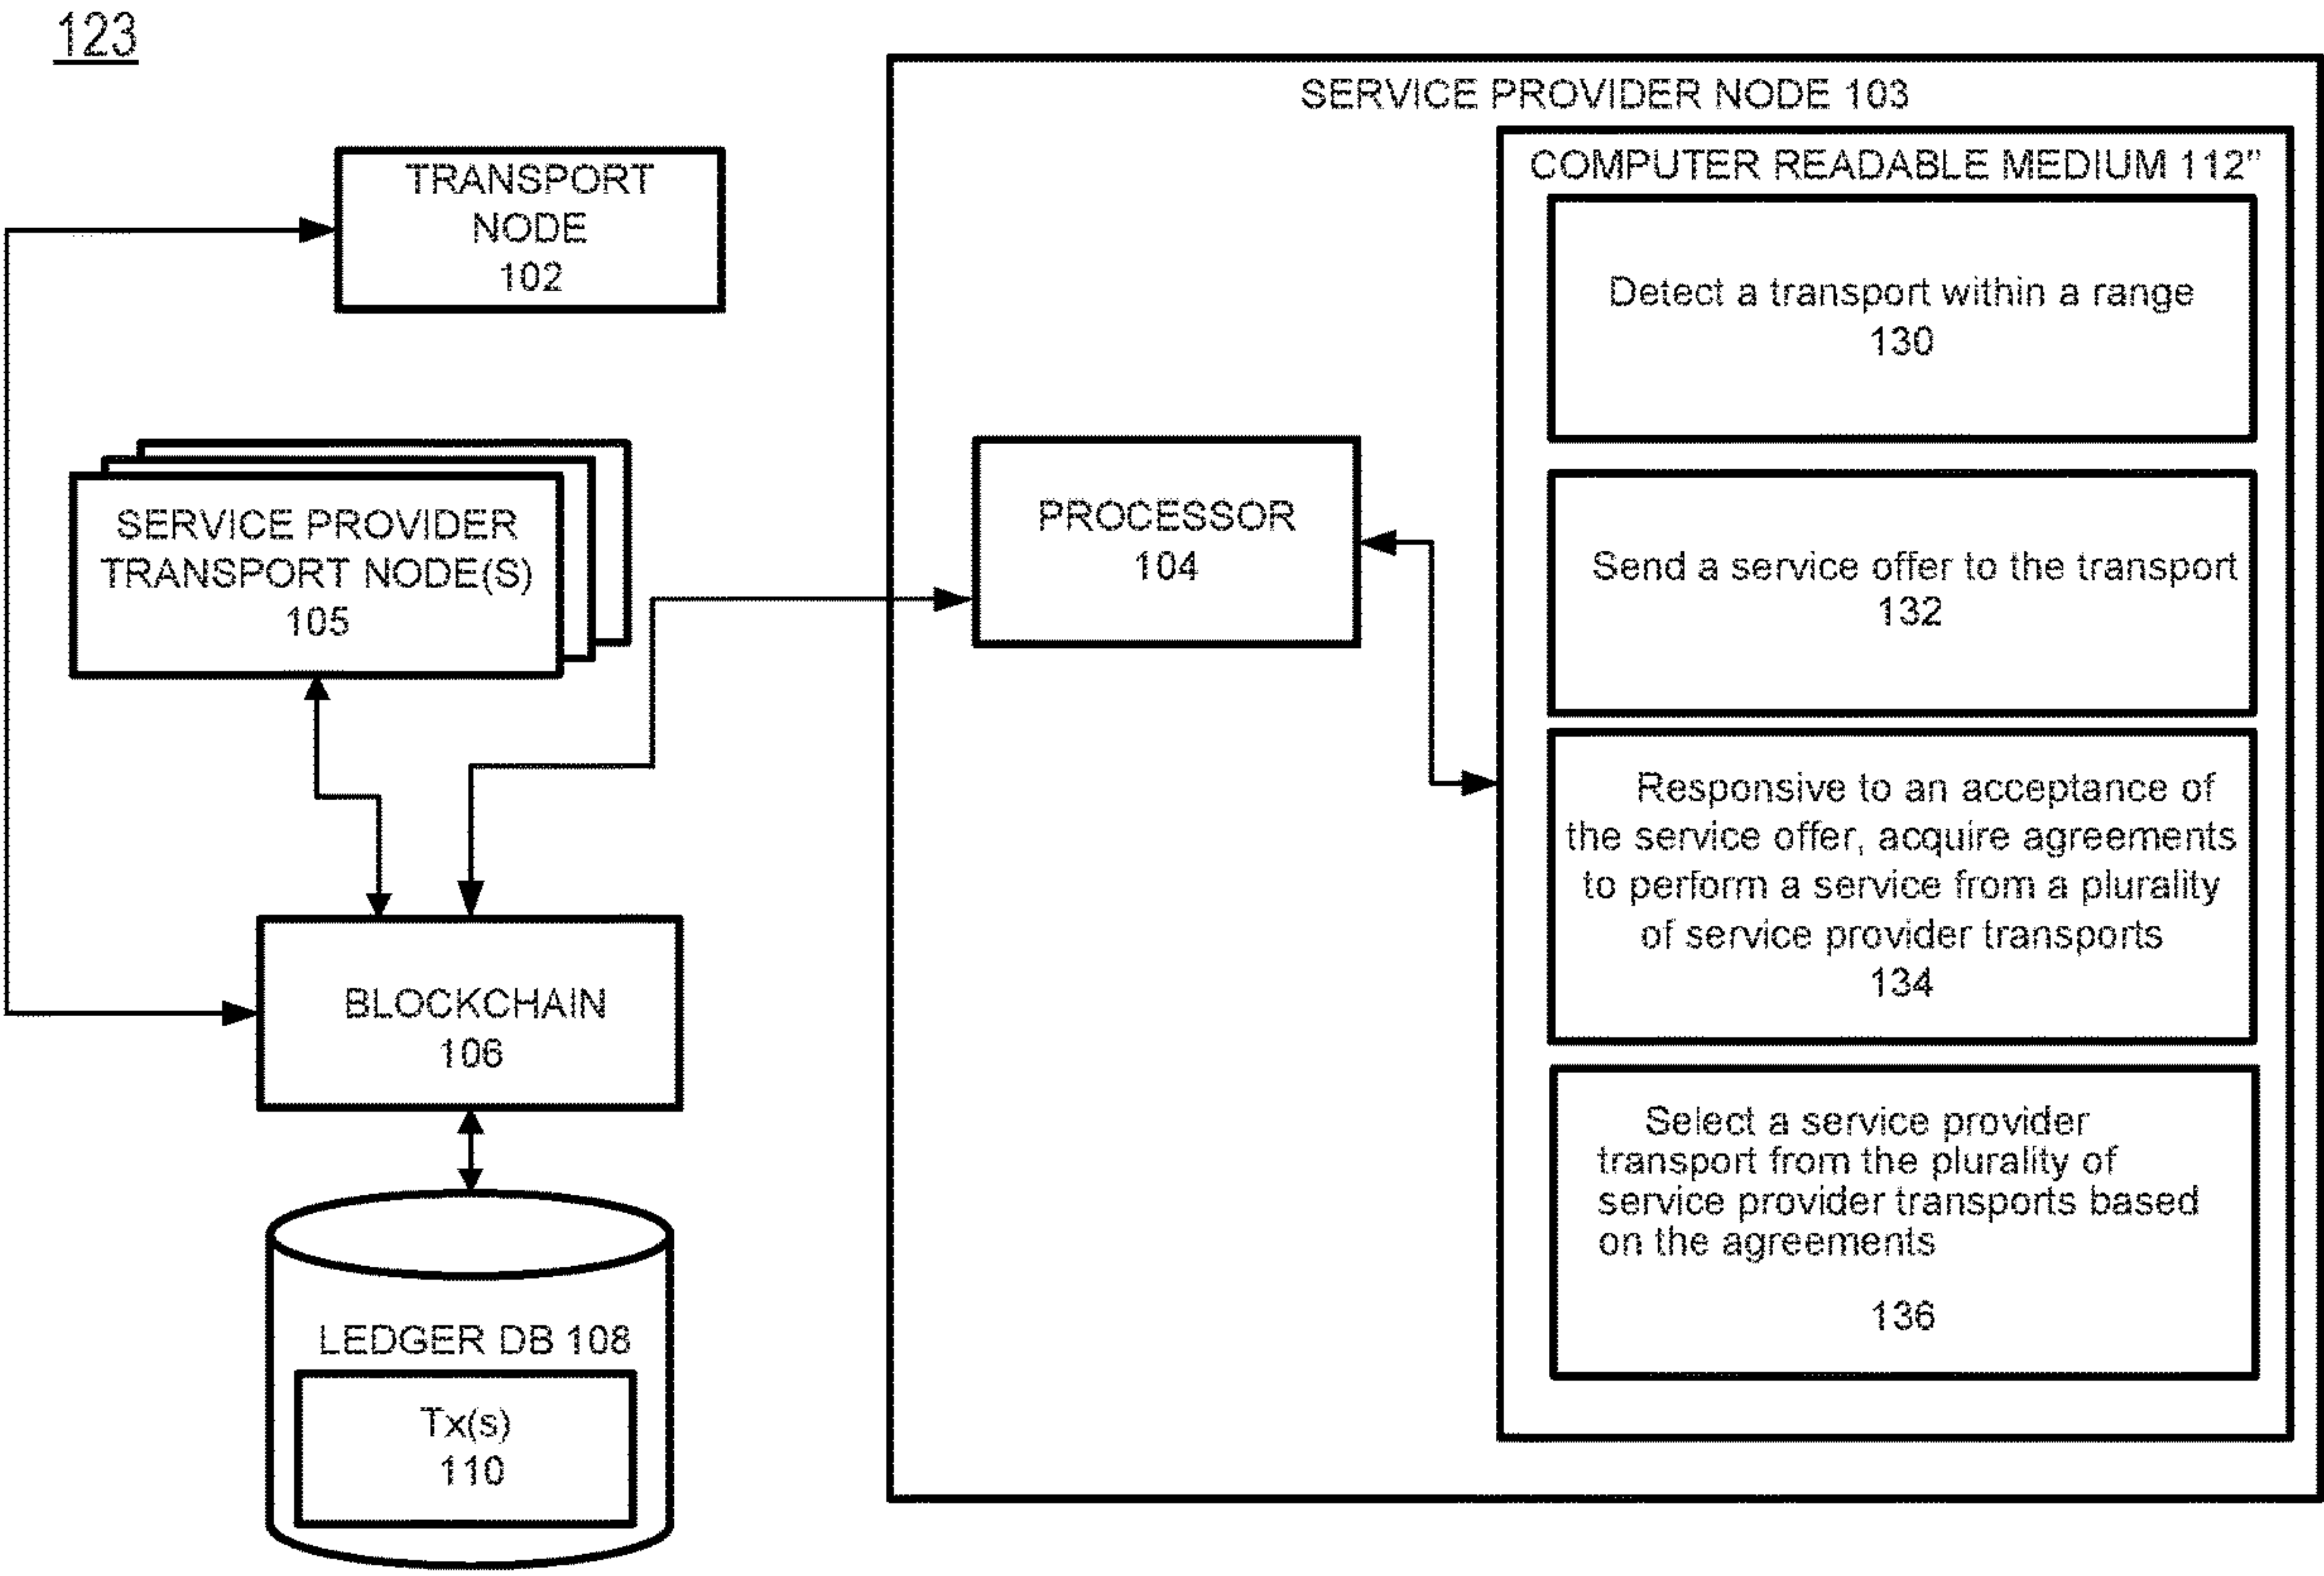 123
SERVICE PROVIDER NODE 103
TRANSPORT
NODE
102
SERVICE PROVIDER
TRANSPORT NODE(S)
105
PROCESSOR
104
BLOCKCHAIN
106
LEDGER DB 108
Tx(s)
110
COMPUTER READABLE MEDIUM 112”
Detect a transport within a range
130
Send a service offer to the transport
132
Responsive to an acceptance of
the service offer, acquire agreements
to perform a service from a plurality
of service provider transports
134
Select a service provider
transport from the plurality of
service provider transports based
on the agreements
136